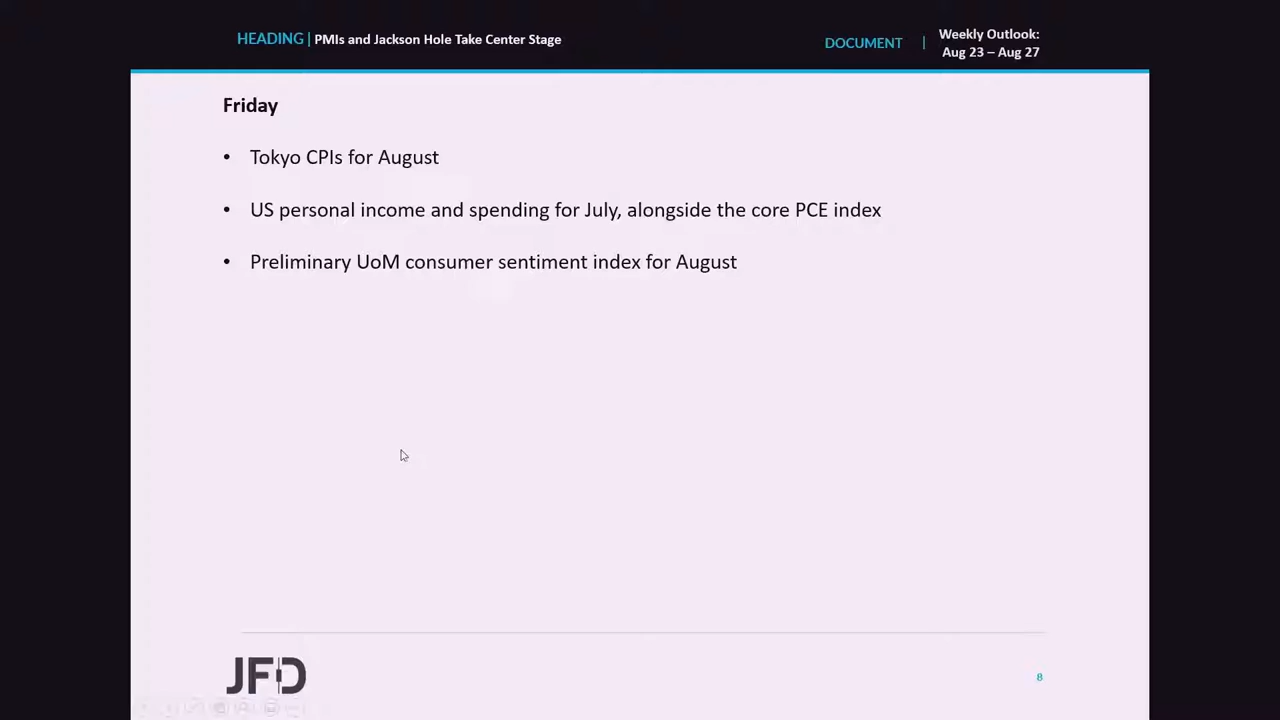 HEADING | PMIs and Jackson Hole Take Center Stage
DOCUMENT | Weekly Outlook:
Aug 23 – Aug 27
Friday
• Tokyo CPIs for August
• US personal income and spending for July, alongside the core PCE index
• Preliminary UoM consumer sentiment index for August
JFD
8